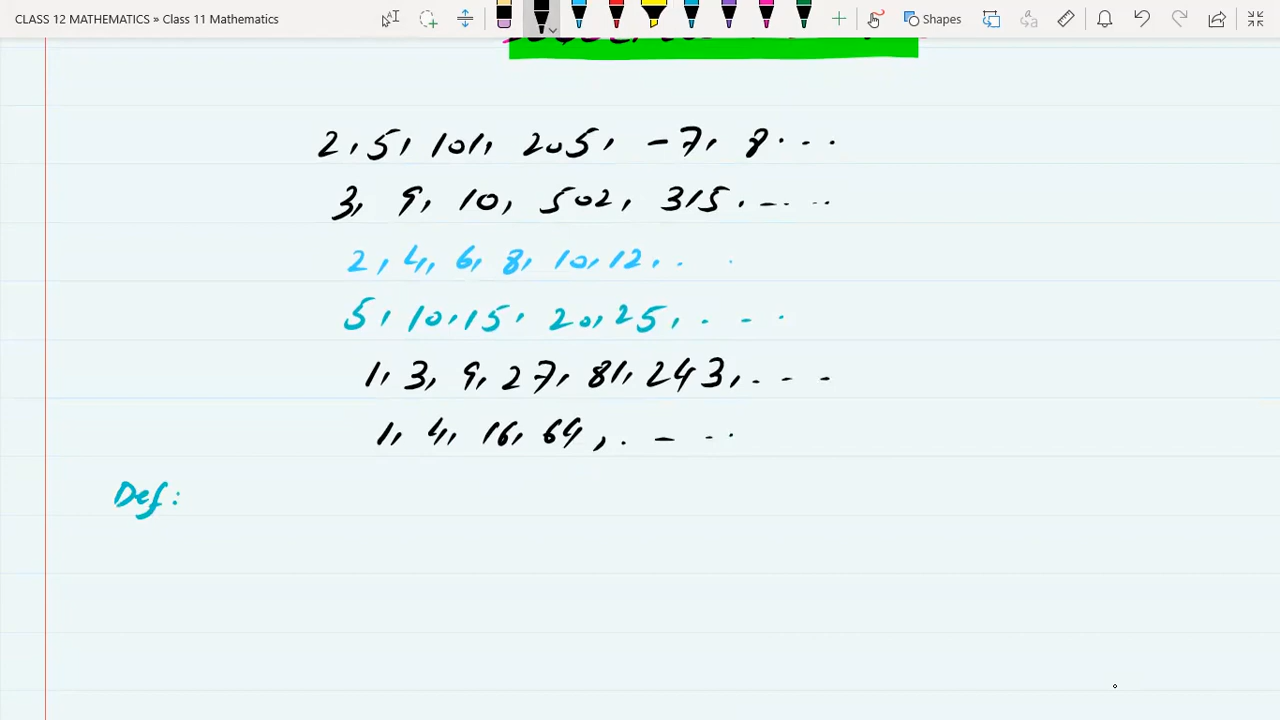 CLASS 12 MATHEMATICS » Class 11 Mathematics
Shapes
2, 5, 101, 205, -7, 8...
3, 9, 10, 502, 315, ....
2, 4, 6, 8, 10, 12, . .
5, 10, 15, 20, 25, . - .
1, 3, 9, 27, 81, 243, . - -
1, 4, 16, 64, . - ..
Def: